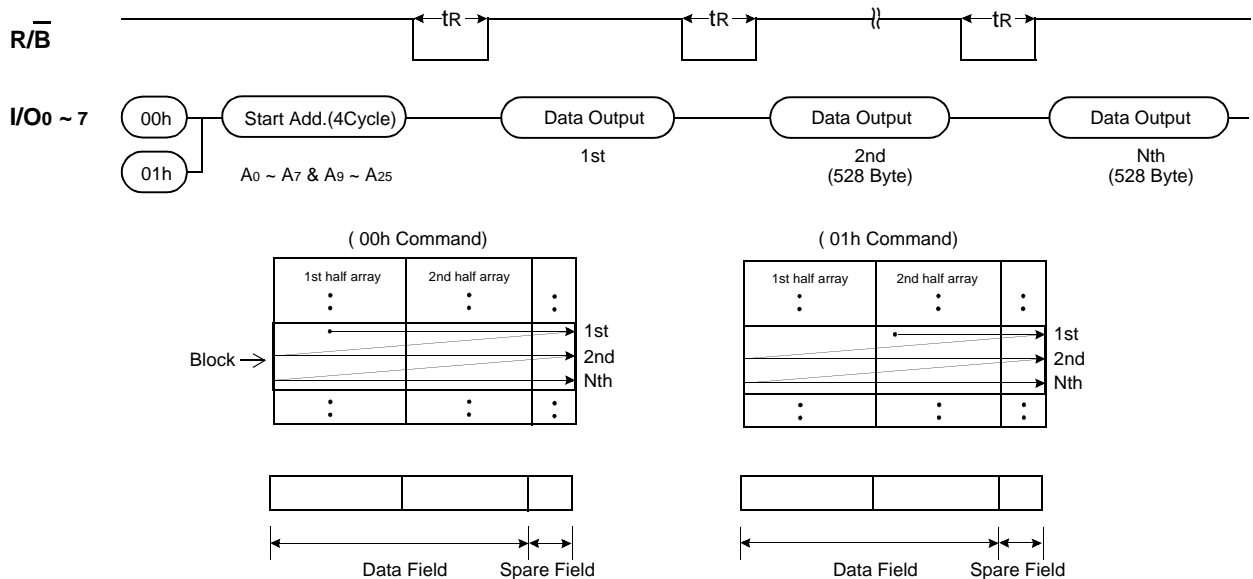 tR tR tR
R/B
I/O0 ~ 7 00h Start Add.(4Cycle) Data Output Data Output Data Output
01h A0 ~ A7 & A9 ~ A25 1st 2nd Nth
(528 Byte) (528 Byte)
( 00h Command)
1st half array 2nd half array
1st
Block 2nd
Nth
Data Field Spare Field
( 01h Command)
1st half array 2nd half array
1st
2nd
Nth
Data Field Spare Field